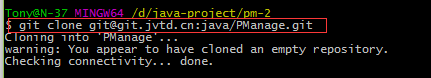 Tony@N-37 MINGW64 /d/java-project/pm-2
$ git clone git@git.jvtd.cn:java/PManage.git
Cloning into 'PManage'...
warning: You appear to have cloned an empty repository.
Checking connectivity... done.